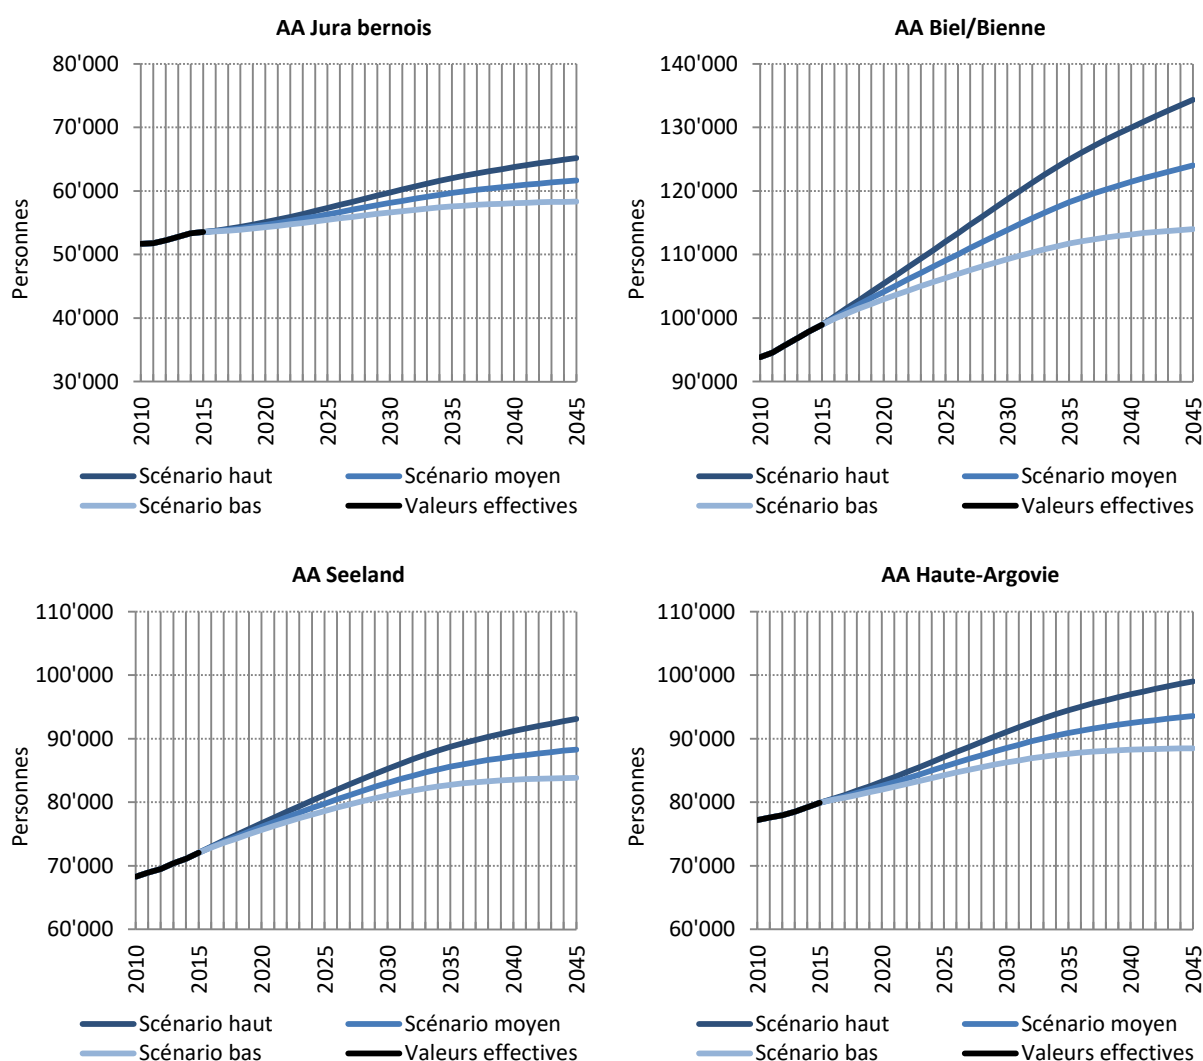 AA Jura bernois
80'000
70'000
60'000
50'000
40'000
30'000
Personnes
2010
2015
2020
2025
2030
2035
2040
2045
Scénario haut
Scénario moyen
Scénario bas
Valeurs effectives
AA Biel/Bienne
140'000
130'000
120'000
110'000
100'000
90'000
Personnes
2010
2015
2020
2025
2030
2035
2040
2045
Scénario haut
Scénario moyen
Scénario bas
Valeurs effectives
AA Seeland
110'000
100'000
90'000
80'000
70'000
60'000
Personnes
2010
2015
2020
2025
2030
2035
2040
2045
Scénario haut
Scénario moyen
Scénario bas
Valeurs effectives
AA Haute-Argovie
110'000
100'000
90'000
80'000
70'000
60'000
Personnes
2010
2015
2020
2025
2030
2035
2040
2045
Scénario haut
Scénario moyen
Scénario bas
Valeurs effectives